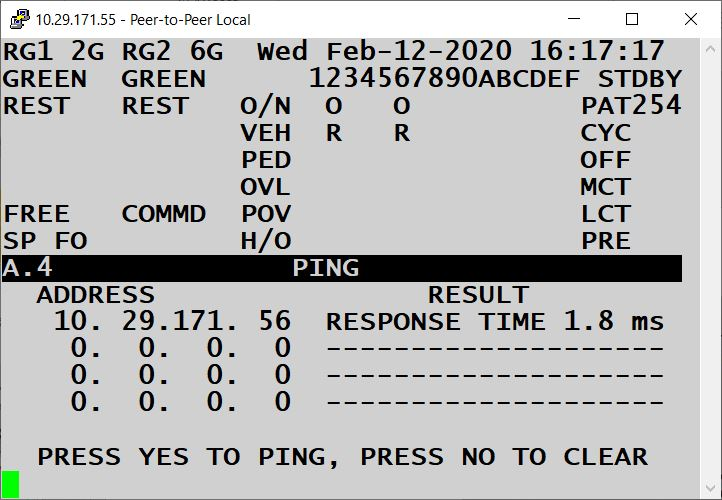 10.29.171.55 - Peer-to-Peer Local
RG1 2G RG2 6G  Wed Feb-12-2020 16:17:17
GREEN  GREEN           1234567890ABCDEF STDBY
REST   REST   O/N  O   O          PAT254
              VEH  R   R          CYC
              PED                 OFF
              OVL                 MCT
FREE   COMMD  POV                 LCT
SP FO         H/O                 PRE
A.4              PING
  ADDRESS                RESULT
   10. 29.171. 56  RESPONSE TIME 1.8 ms
    0.  0.  0.  0  --------------------
    0.  0.  0.  0  --------------------
    0.  0.  0.  0  --------------------
  PRESS YES TO PING, PRESS NO TO CLEAR